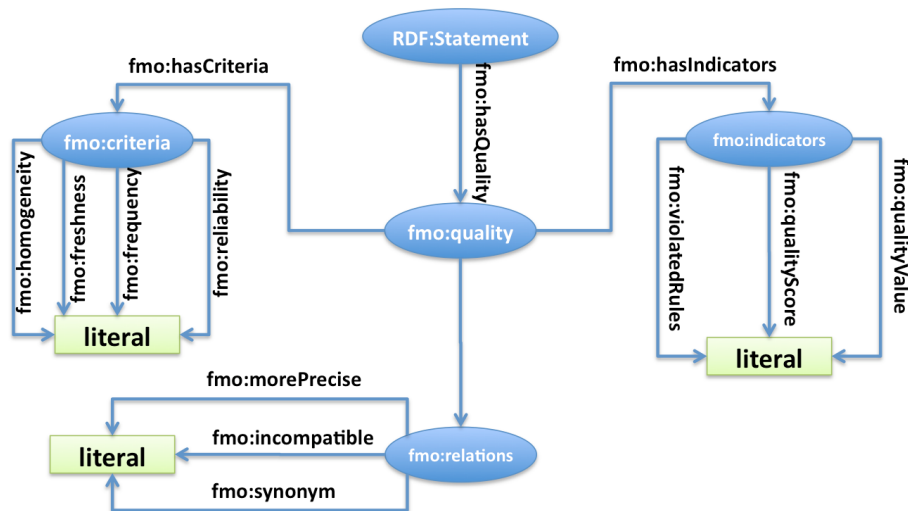 RDF:Statement
fmo:hasCriteria
fmo:hasQuality
fmo:hasIndicators
fmo:criteria
fmo:indicators
fmo:homogeneity
fmo:freshness
fmo:frequency
fmo:reliability
fmo:quality
fmo:violatedRules
fmo:qualityScore
fmo:qualityValue
literal
literal
fmo:morePrecise
fmo:incompatible
literal
fmo:relations
fmo:synonym